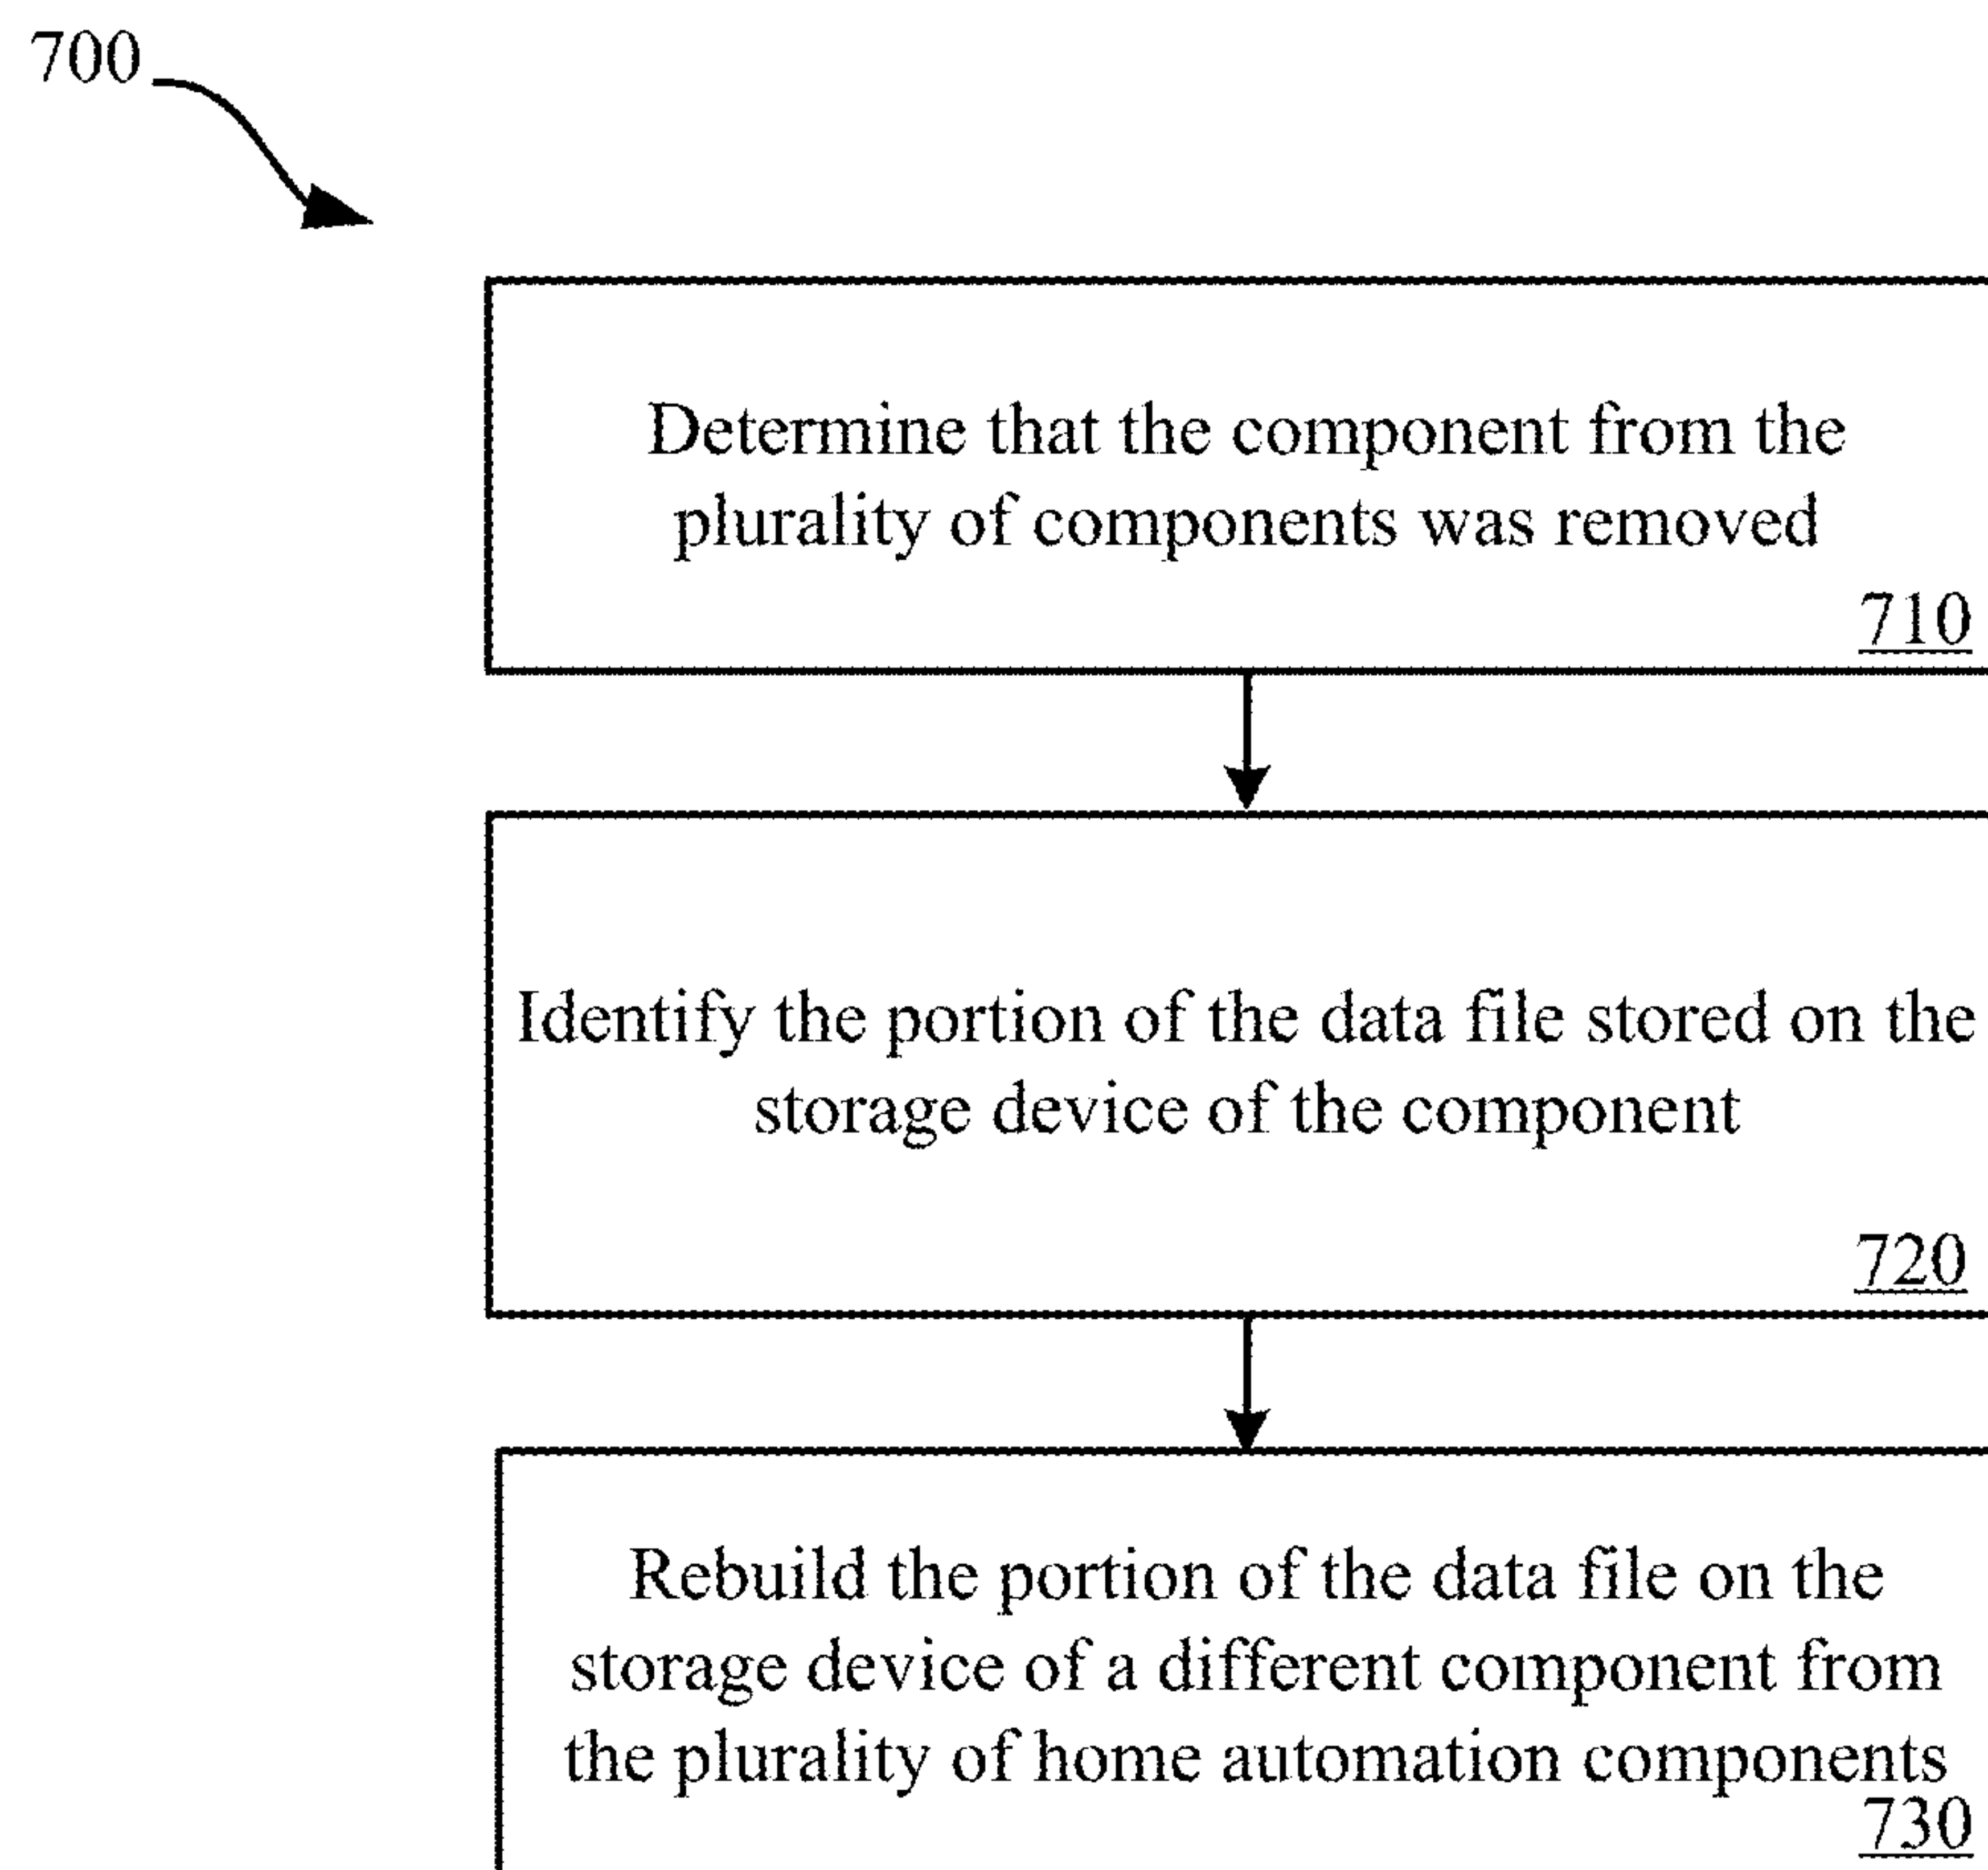 700
Determine that the component from the
plurality of components was removed
710
Identify the portion of the data file stored on the
storage device of the component
720
Rebuild the portion of the data file on the
storage device of a different component from
the plurality of home automation components
730